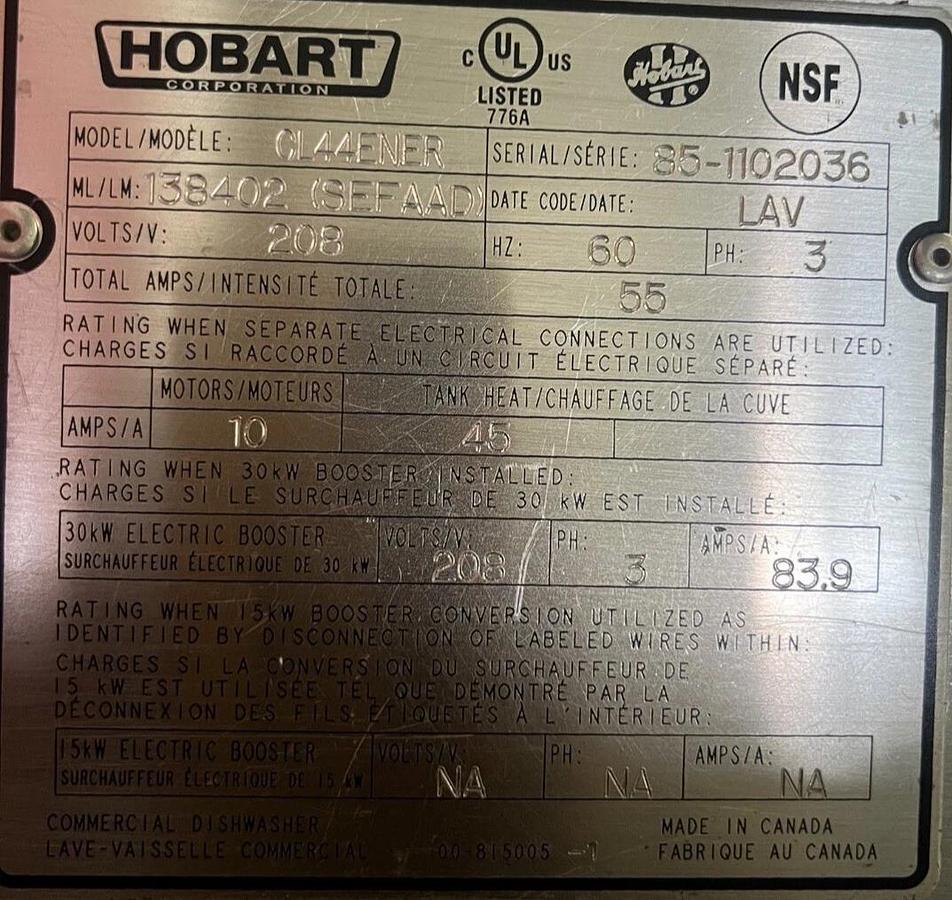 HOBART
CORPORATION
C UL US
LISTED
776A
Hobart
NSF
MODEL/MODÈLE: CL44ENER
SERIAL/SÉRIE: 85-1102036
ML/LM: 138402 (SEFAAD)
DATE CODE/DATE: LAV
VOLTS/V: 208
HZ: 60
PH: 3
TOTAL AMPS/INTENSITÉ TOTALE: 55
RATING WHEN SEPARATE ELECTRICAL CONNECTIONS ARE UTILIZED:
CHARGES SI RACCORDÉ À UN CIRCUIT ÉLECTRIQUE SÉPARÉ:
MOTORS/MOTEURS
TANK HEAT/CHAUFFAGE DE LA CUVE
AMPS/A 10 45
RATING WHEN 30kW BOOSTER INSTALLED:
CHARGES SI LE SURCHAUFFEUR DE 30 kW EST INSTALLÉ:
30kW ELECTRIC BOOSTER
SURCHAUFFEUR ÉLECTRIQUE DE 30 kW
VOLTS/V: 208
PH: 3
AMPS/A: 83.9
RATING WHEN 15kW BOOSTER CONVERSION UTILIZED AS
IDENTIFIED BY DISCONNECTION OF LABELED WIRES WITHIN:
CHARGES SI LA CONVERSION DU SURCHAUFFEUR DE
15 kW EST UTILISÉE TEL QUE DÉMONTRÉ PAR LA
DÉCONNEXION DES FILS ÉTIQUETÉS À L'INTÉRIEUR:
15kW ELECTRIC BOOSTER
SURCHAUFFEUR ÉLECTRIQUE DE 15 kW
VOLTS/V: NA
PH: NA
AMPS/A: NA
COMMERCIAL DISHWASHER
LAVE-VAISSELLE COMMERCIAL
00-815005 -1
MADE IN CANADA
FABRIQUE AU CANADA